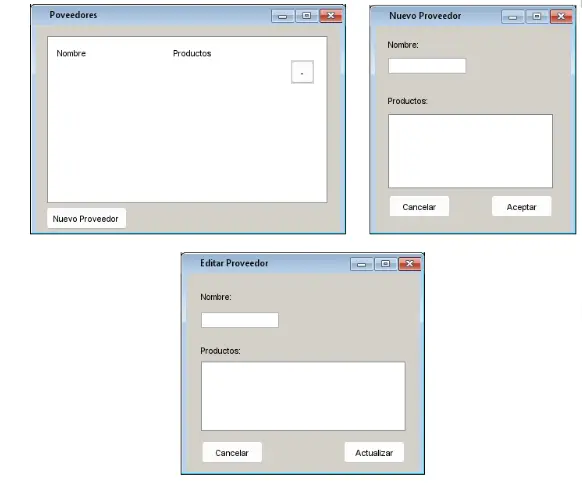 Poveedores
Nombre Productos
.
Nuevo Proveedor
Nuevo Proveedor
Nombre:
Productos:
Cancelar Aceptar
Editar Proveedor
Nombre:
Productos:
Cancelar Actualizar